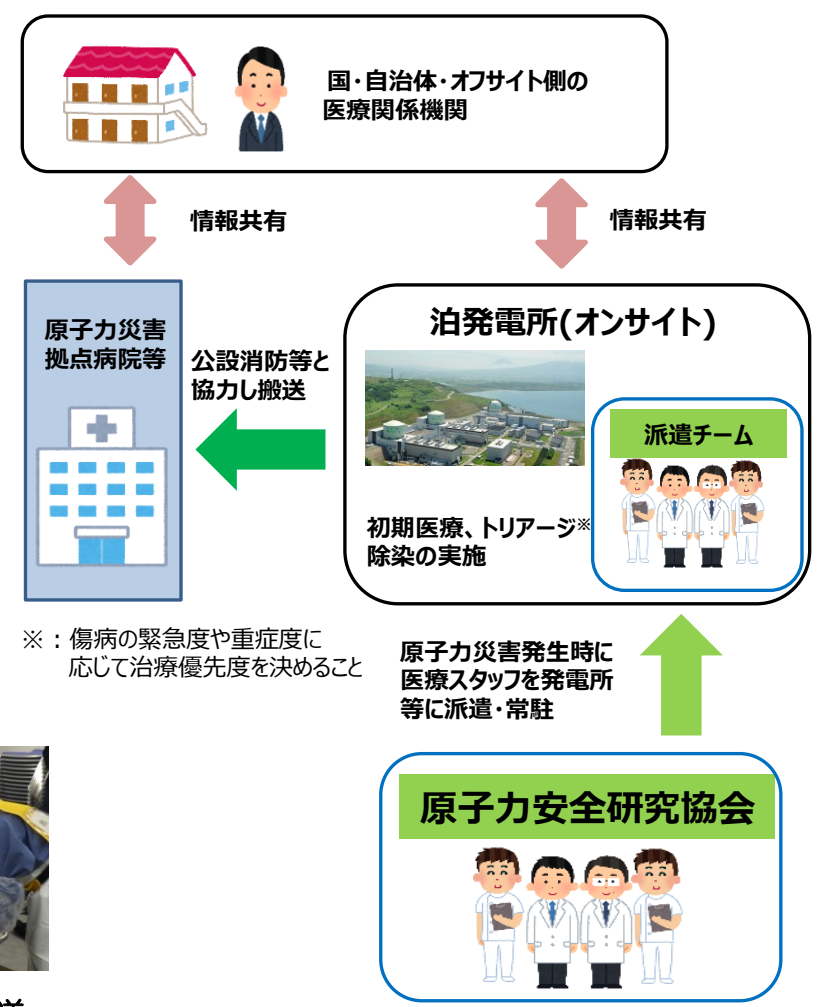 国・自治体・オフサイト側の
医療関係機関
情報共有
情報共有
原子力災害
拠点病院等
公設消防等と
協力し搬送
泊発電所(オンサイト)
派遣チーム
初期医療、トリアージ※
除染の実施
※：傷病の緊急度や重症度に
応じて治療優先度を決めること
原子力災害発生時に
医療スタッフを発電所
等に派遣・常駐
原子力安全研究協会